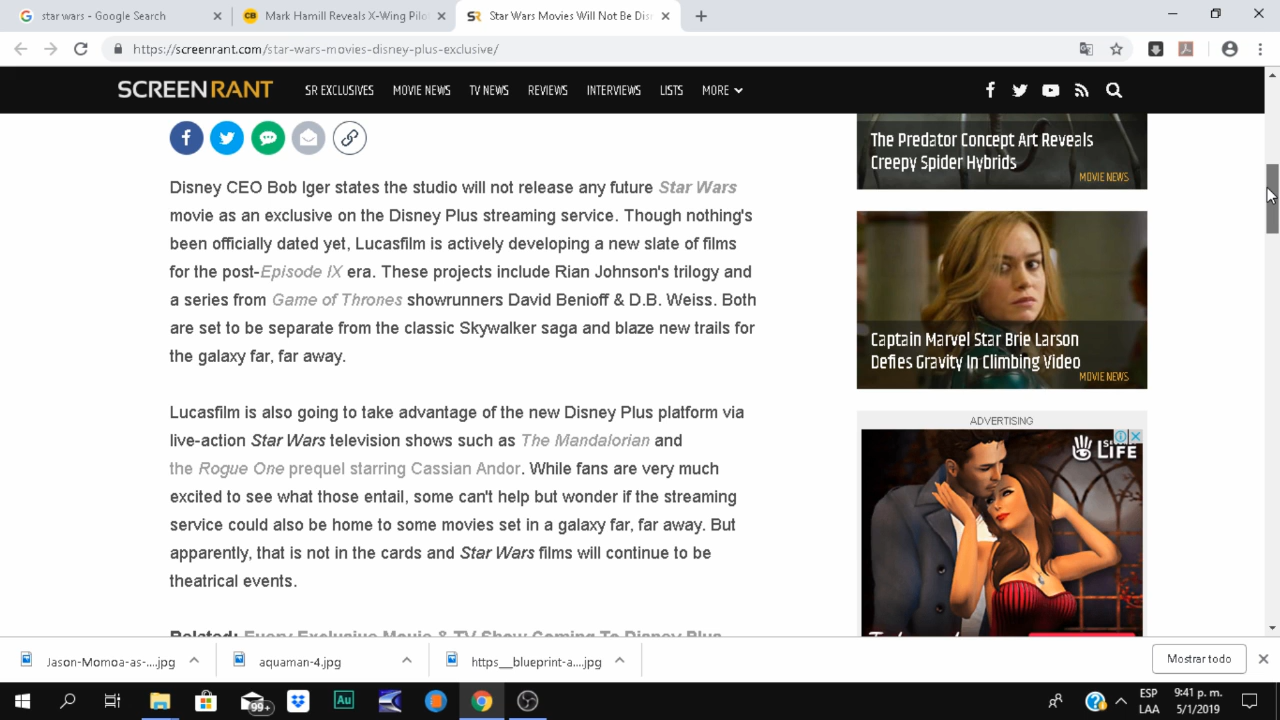 star wars - Google Search
Mark Hamill Reveals X-Wing Pilo
Star Wars Movies Will Not Be Dis
https://screenrant.com/star-wars-movies-disney-plus-exclusive/
SCREENRANT
SR EXCLUSIVES
MOVIE NEWS
TV NEWS
REVIEWS
INTERVIEWS
LISTS
MORE
Disney CEO Bob Iger states the studio will not release any future Star Wars
movie as an exclusive on the Disney Plus streaming service. Though nothing's
been officially dated yet, Lucasfilm is actively developing a new slate of films
for the post-Episode IX era. These projects include Rian Johnson's trilogy and
a series from Game of Thrones showrunners David Benioff & D.B. Weiss. Both
are set to be separate from the classic Skywalker saga and blaze new trails for
the galaxy far, far away.
Lucasfilm is also going to take advantage of the new Disney Plus platform via
live-action Star Wars television shows such as The Mandalorian and
the Rogue One prequel starring Cassian Andor. While fans are very much
excited to see what those entail, some can't help but wonder if the streaming
service could also be home to some movies set in a galaxy far, far away. But
apparently, that is not in the cards and Star Wars films will continue to be
theatrical events.
Related: Every Exclusive Movie & TV Show Coming To Disney Plus
The Predator Concept Art Reveals
Creepy Spider Hybrids
MOVIE NEWS
Captain Marvel Star Brie Larson
Defies Gravity In Climbing Video
MOVIE NEWS
ADVERTISING
LIFE
Jason-Momoa-as-....jpg
aquaman-4.jpg
https__blueprint-a....jpg
Mostrar todo
99+
Au
ESP
LAA
9:41 p. m.
5/1/2019